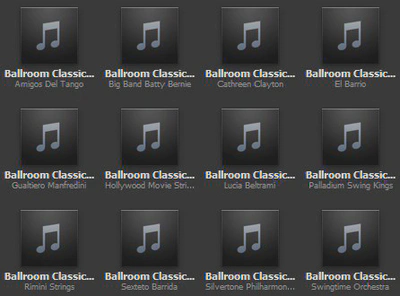 Ballroom Classic... Ballroom Classic... Ballroom Classic... Ballroom Classic...
Amigos Del Tango Big Band Batty Bernie Cathreen Clayton El Barrio
Ballroom Classic... Ballroom Classic... Ballroom Classic... Ballroom Classic...
Gualtiero Manfredini Hollywood Movie Stri... Lucia Beltrami Palladium Swing Kings
Ballroom Classic... Ballroom Classic... Ballroom Classic... Ballroom Classic...
Rimini Strings Sexteto Barrida Silvertone Philharmon... Swingtime Orchestra